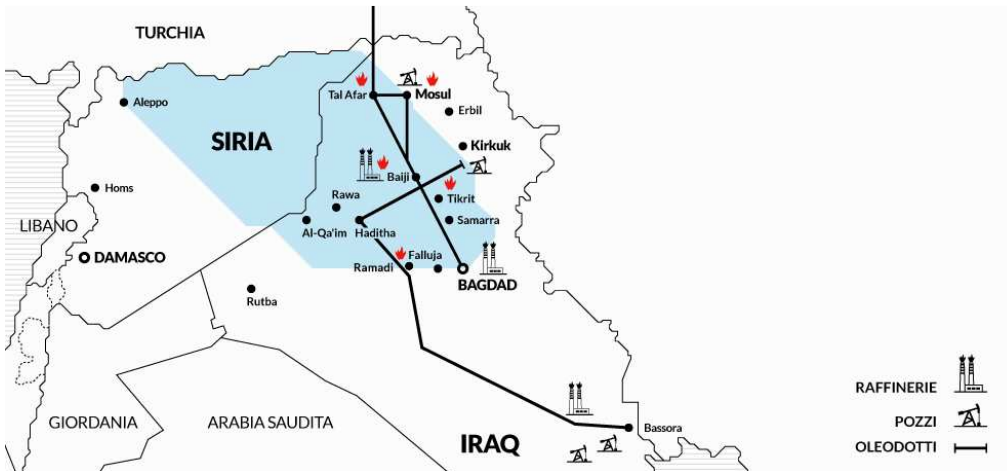 TURCHIA
Tal Afar
Mosul
Aleppo
Erbil
SIRIA
Kirkuk
Baiji
Homs
Rawa
Tikrit
LIBANO
Al-Qa'im
Haditha
Samarra
DAMASCO
Ramadi
Falluja
BAGDAD
Rutba
RAFFINERIE
GIORDANIA
ARABIA SAUDITA
POZZI
Bassora
IRAQ
OLEODOTTI